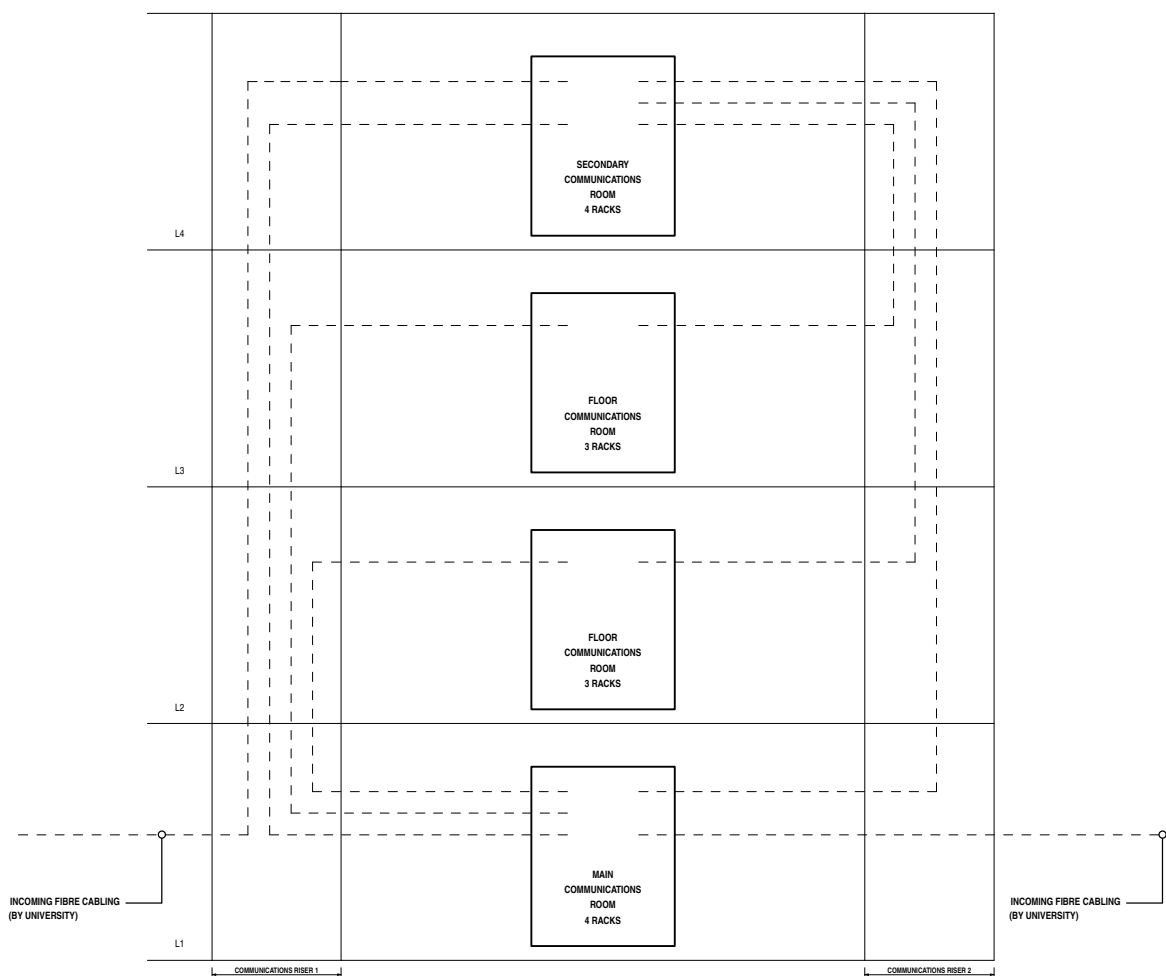 SECONDARY
COMMUNICATIONS
ROOM
4 RACKS
L4
FLOOR
COMMUNICATIONS
ROOM
3 RACKS
L3
FLOOR
COMMUNICATIONS
ROOM
3 RACKS
L2
MAIN
COMMUNICATIONS
ROOM
4 RACKS
INCOMING FIBRE CABLING
(BY UNIVERSITY)
INCOMING FIBRE CABLING
(BY UNIVERSITY)
L1
COMMUNICATIONS RISER 1
COMMUNICATIONS RISER 2